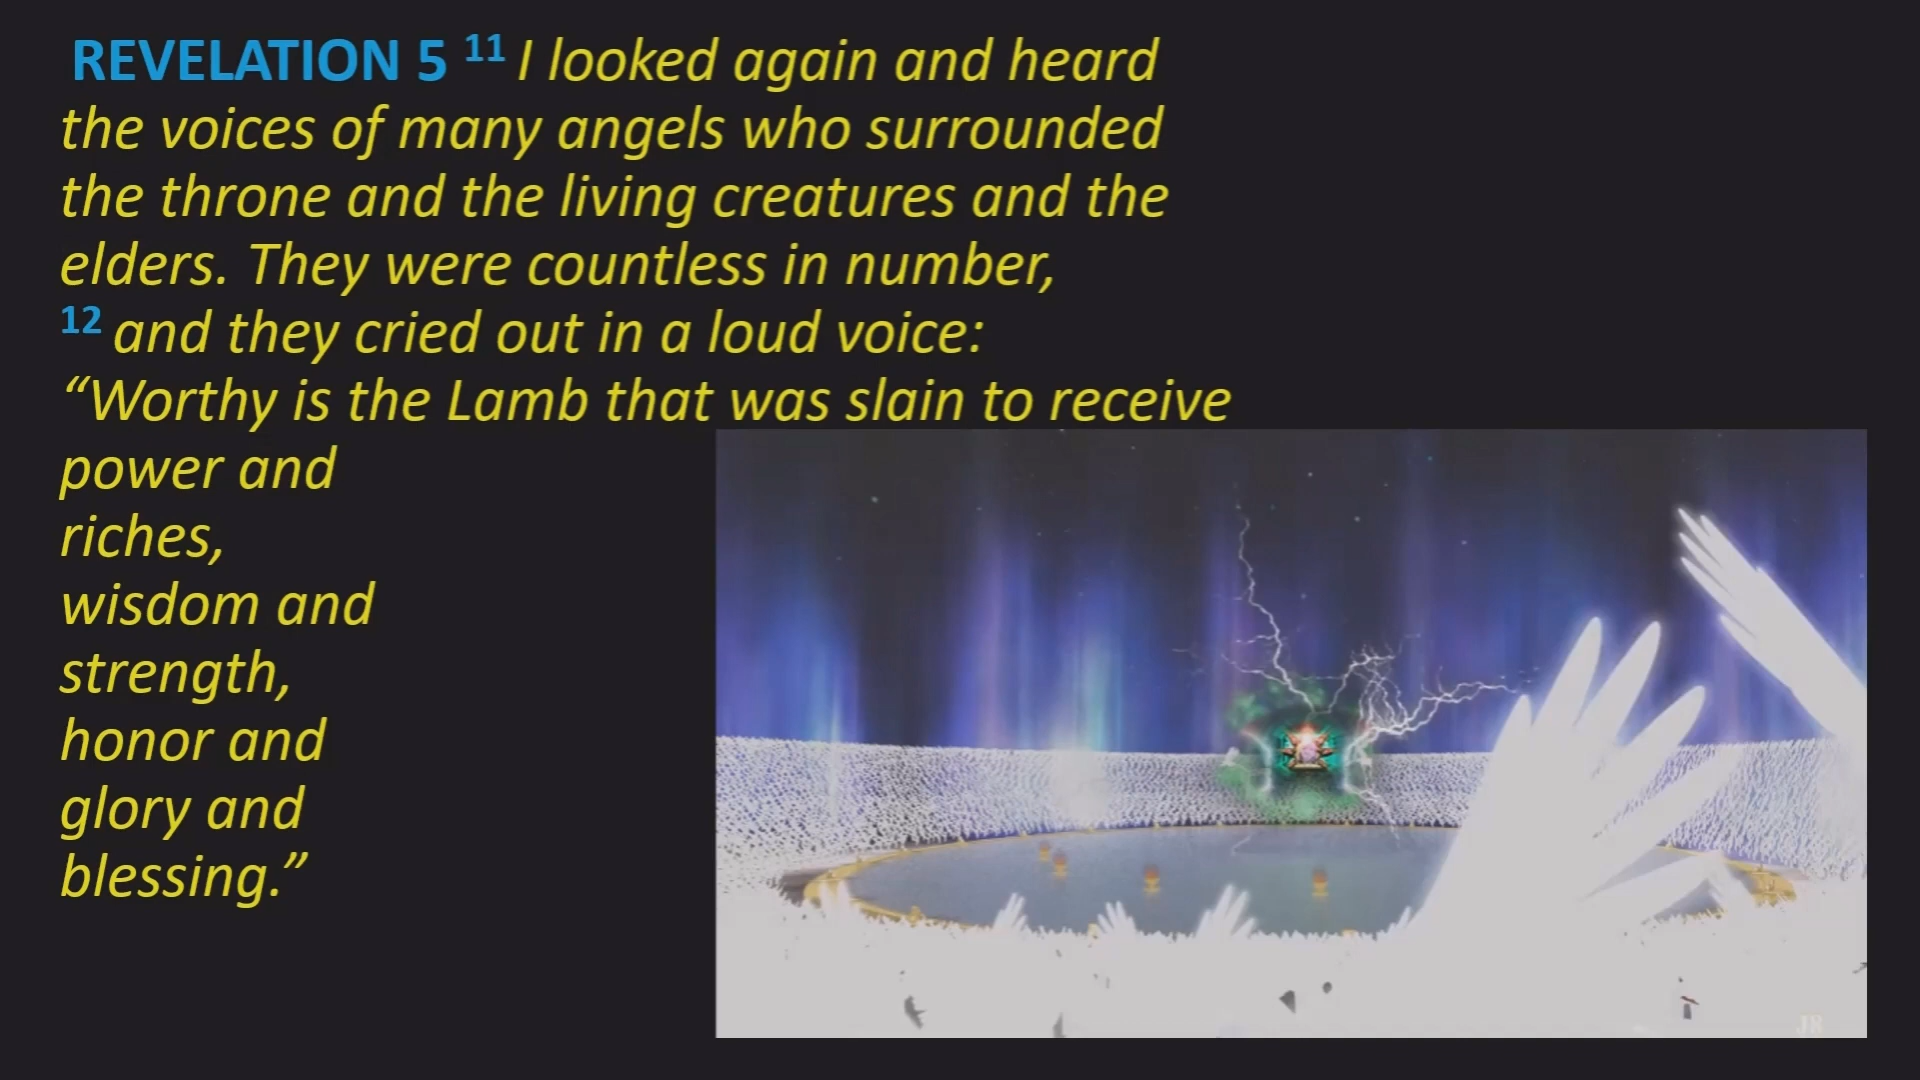 REVELATION 5 11 I looked again and heard
the voices of many angels who surrounded
the throne and the living creatures and the
elders. They were countless in number,
12 and they cried out in a loud voice:
“Worthy is the Lamb that was slain to receive
power and
riches,
wisdom and
strength,
honor and
glory and
blessing.”
JR